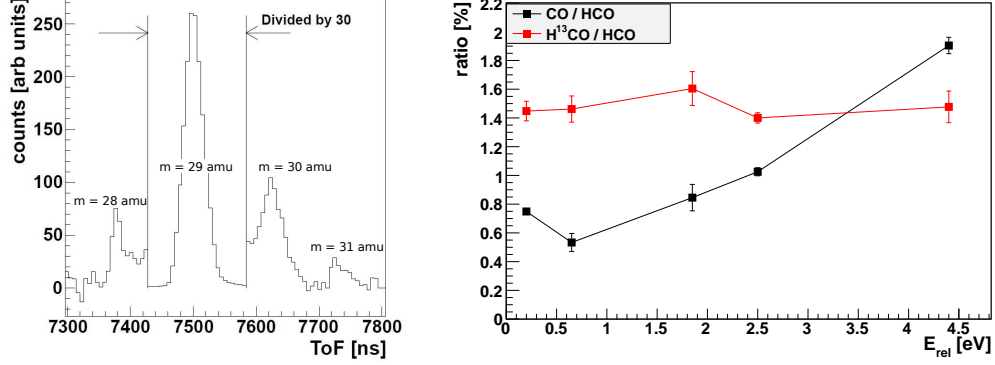 counts [arb units]
250
200
150
100
50
0
Divided by 30
m = 28 amu
m = 29 amu
m = 30 amu
m = 31 amu
7300 7400 7500 7600 7700 7800
ToF [ns]
ratio [%]
2.2
2
1.8
1.6
1.4
1.2
1
0.8
0.6
0.4
0.2
0
CO / HCO
H¹³CO / HCO
0 0.5 1 1.5 2 2.5 3 3.5 4 4.5
E_rel [eV]